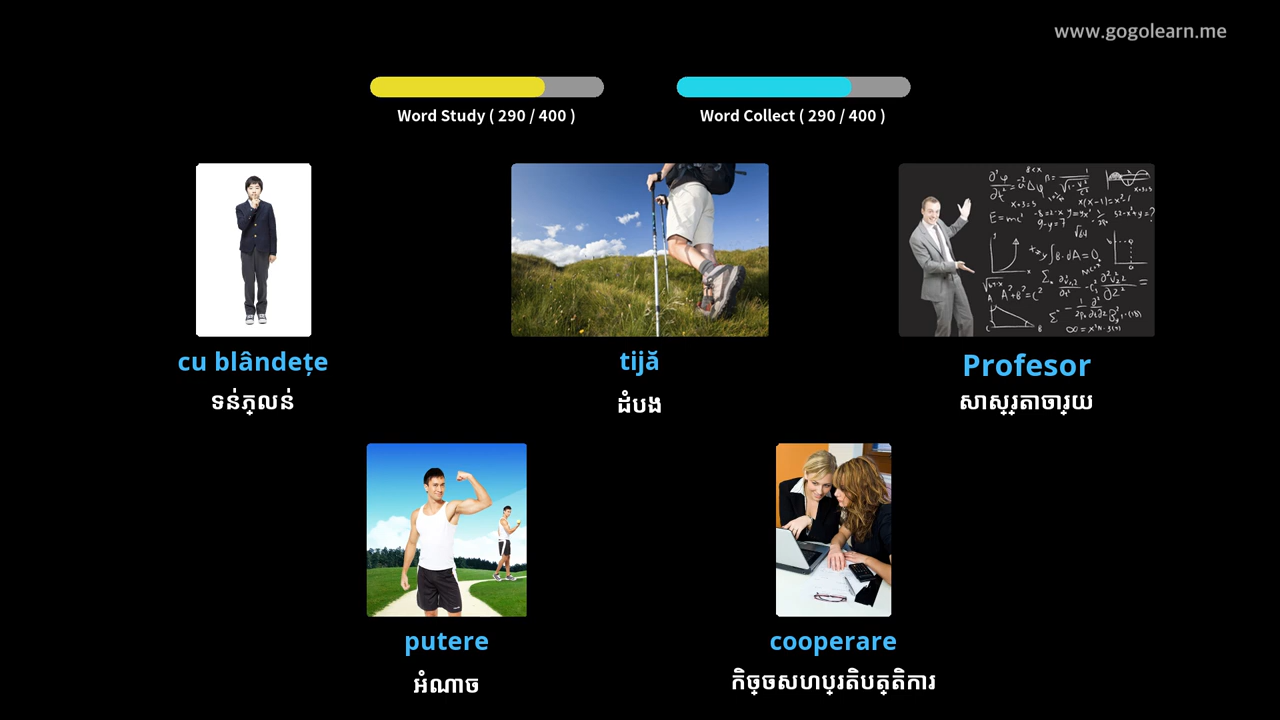 www.gogolearn.me
Word Study ( 290 / 400 )
Word Collect ( 290 / 400 )
cu blândețe
ទន់ភ្លន់
tijă
ដំបង
Profesor
សាស្រ្តាចារ្យ
putere
អំណាច
cooperare
កិច្ចសហប្រតិបត្តិការ